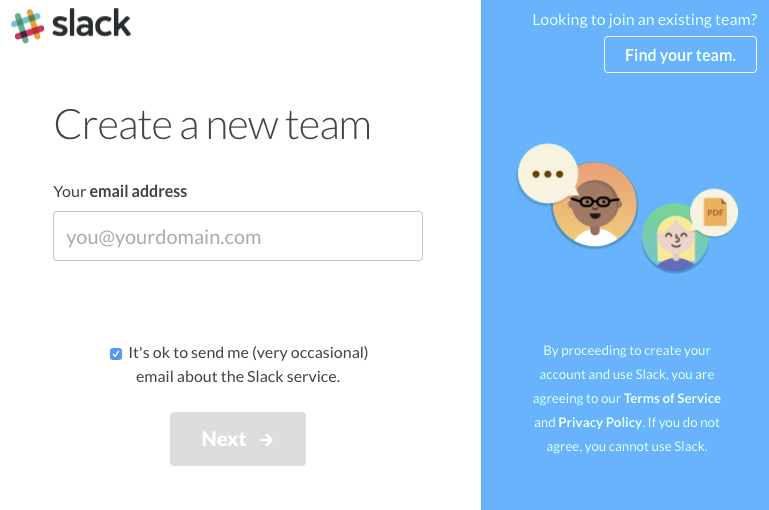 slack
Create a new team
Your email address
you@yourdomain.com
It's ok to send me (very occasional)
email about the Slack service.
Next →
Looking to join an existing team?
Find your team.
PDF
By proceeding to create your
account and use Slack, you are
agreeing to our Terms of Service
and Privacy Policy. If you do not
agree, you cannot use Slack.